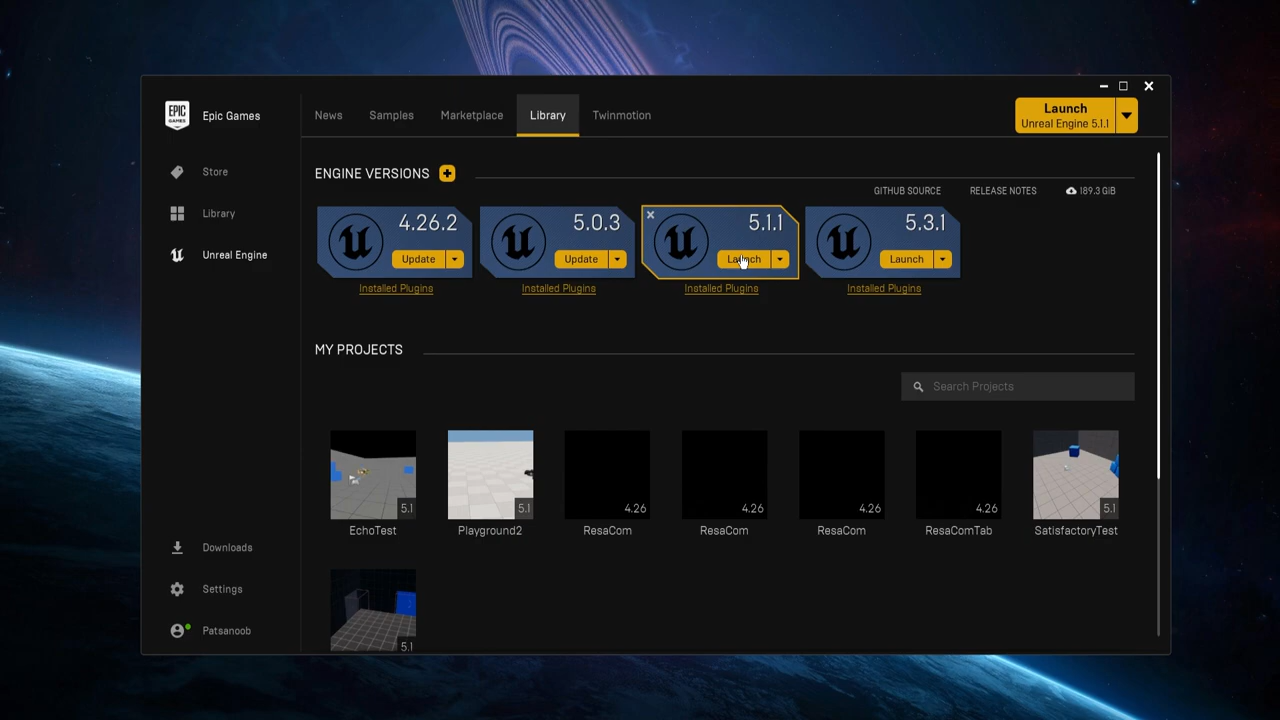 EPIC
GAMES
Epic Games
News
Samples
Marketplace
Library
Twinmotion
Launch
Unreal Engine 5.1.1
Store
Library
Unreal Engine
ENGINE VERSIONS
GITHUB SOURCE
RELEASE NOTES
189.3 GiB
4.26.2
Update
Installed Plugins
5.0.3
Update
Installed Plugins
5.1.1
Launch
Installed Plugins
5.3.1
Launch
Installed Plugins
MY PROJECTS
Search Projects
5.1
EchoTest
5.1
Playground2
4.26
ResaCom
4.26
ResaCom
4.26
ResaCom
4.26
ResaComTab
5.1
SatisfactoryTest
5.1
Downloads
Settings
Patsanoob